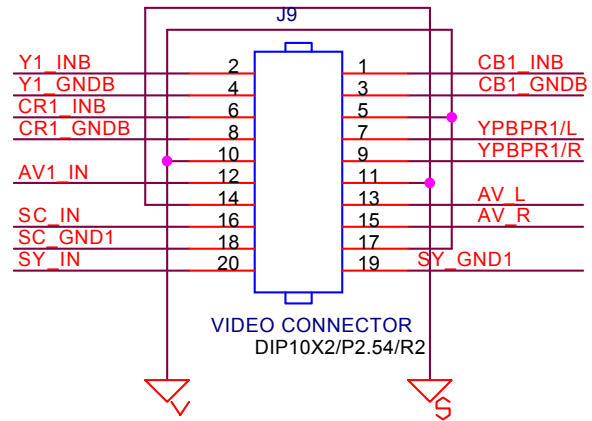 J9
Y1_INB 2 1 CB1_INB
Y1_GNDB 4 3 CB1_GNDB
CR1_INB 6 5
CR1_GNDB 8 7 YPBPR1/L
10 9 YPBPR1/R
AV1_IN 12 11
14 13 AV_L
SC_IN 16 15 AV_R
SC_GND1 18 17
SY_IN 20 19 SY_GND1
VIDEO CONNECTOR
DIP10X2/P2.54/R2
V S